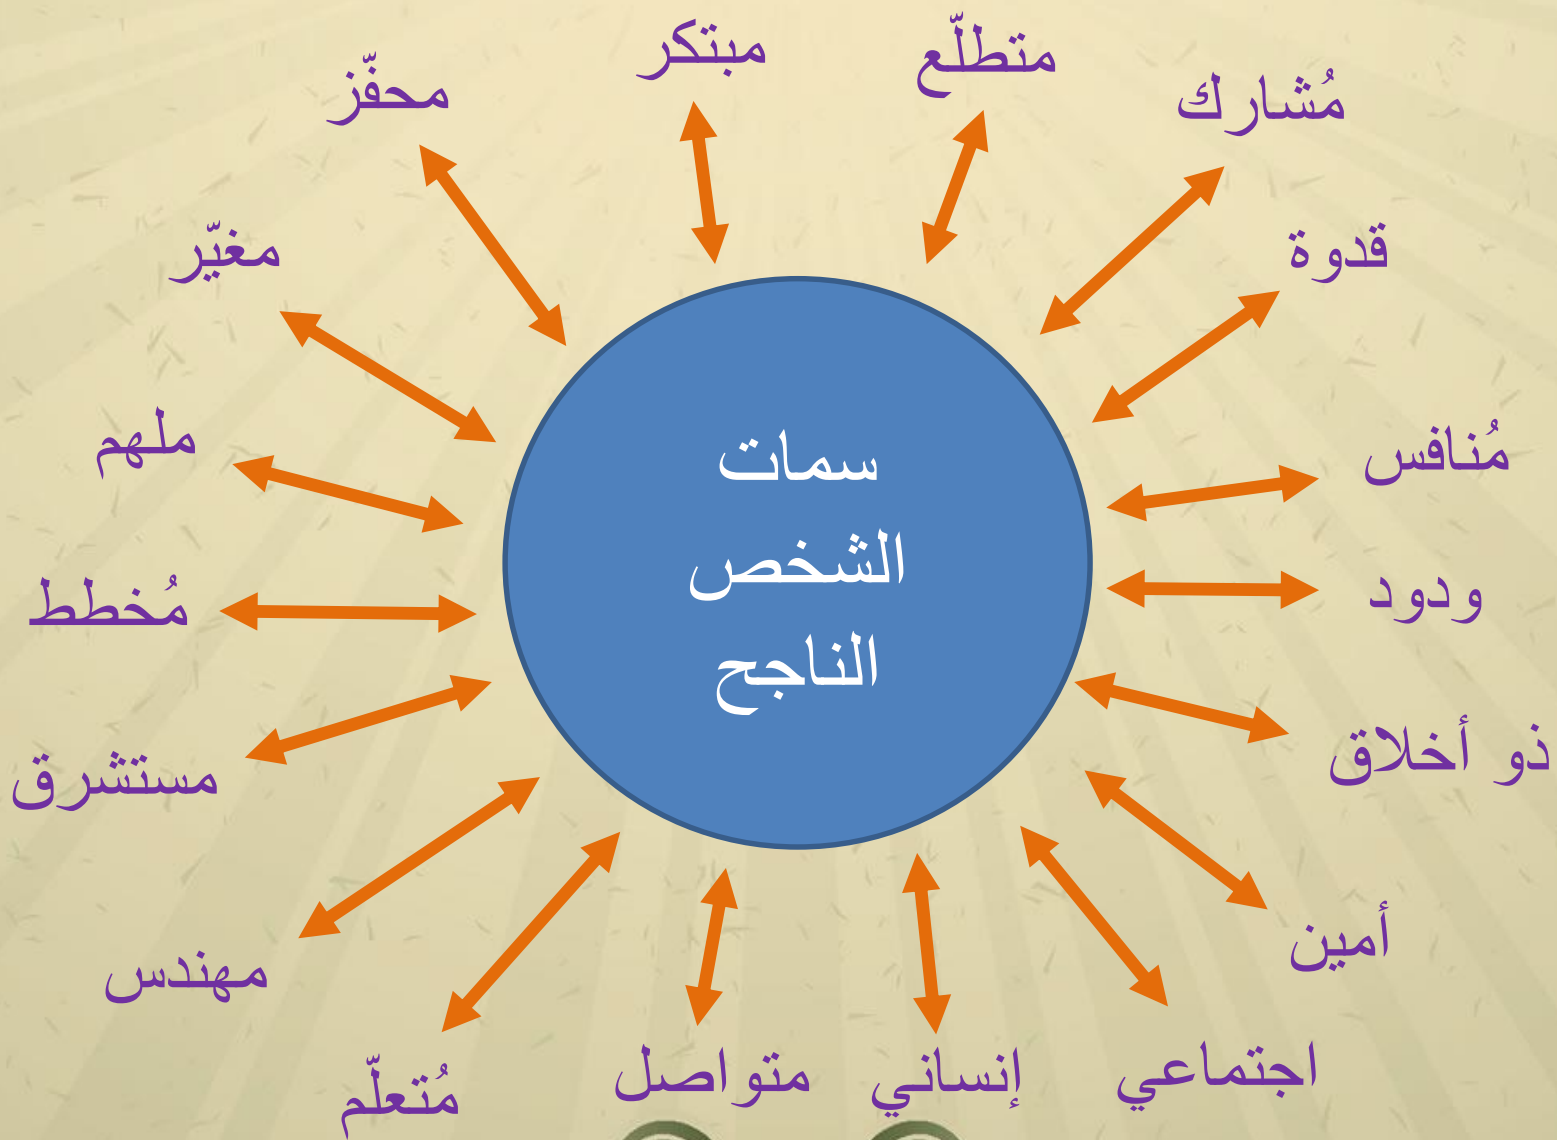 متطلّع
مبتكر
مُشارك
محفّز
قدوة
مغيّر
مُنافس
ملهم
سمات
الشخص
الناجح
ودود
مُخطط
ذو أخلاق
مستشرق
أمين
مهندس
اجتماعي
إنساني
متواصل
مُتعلّم